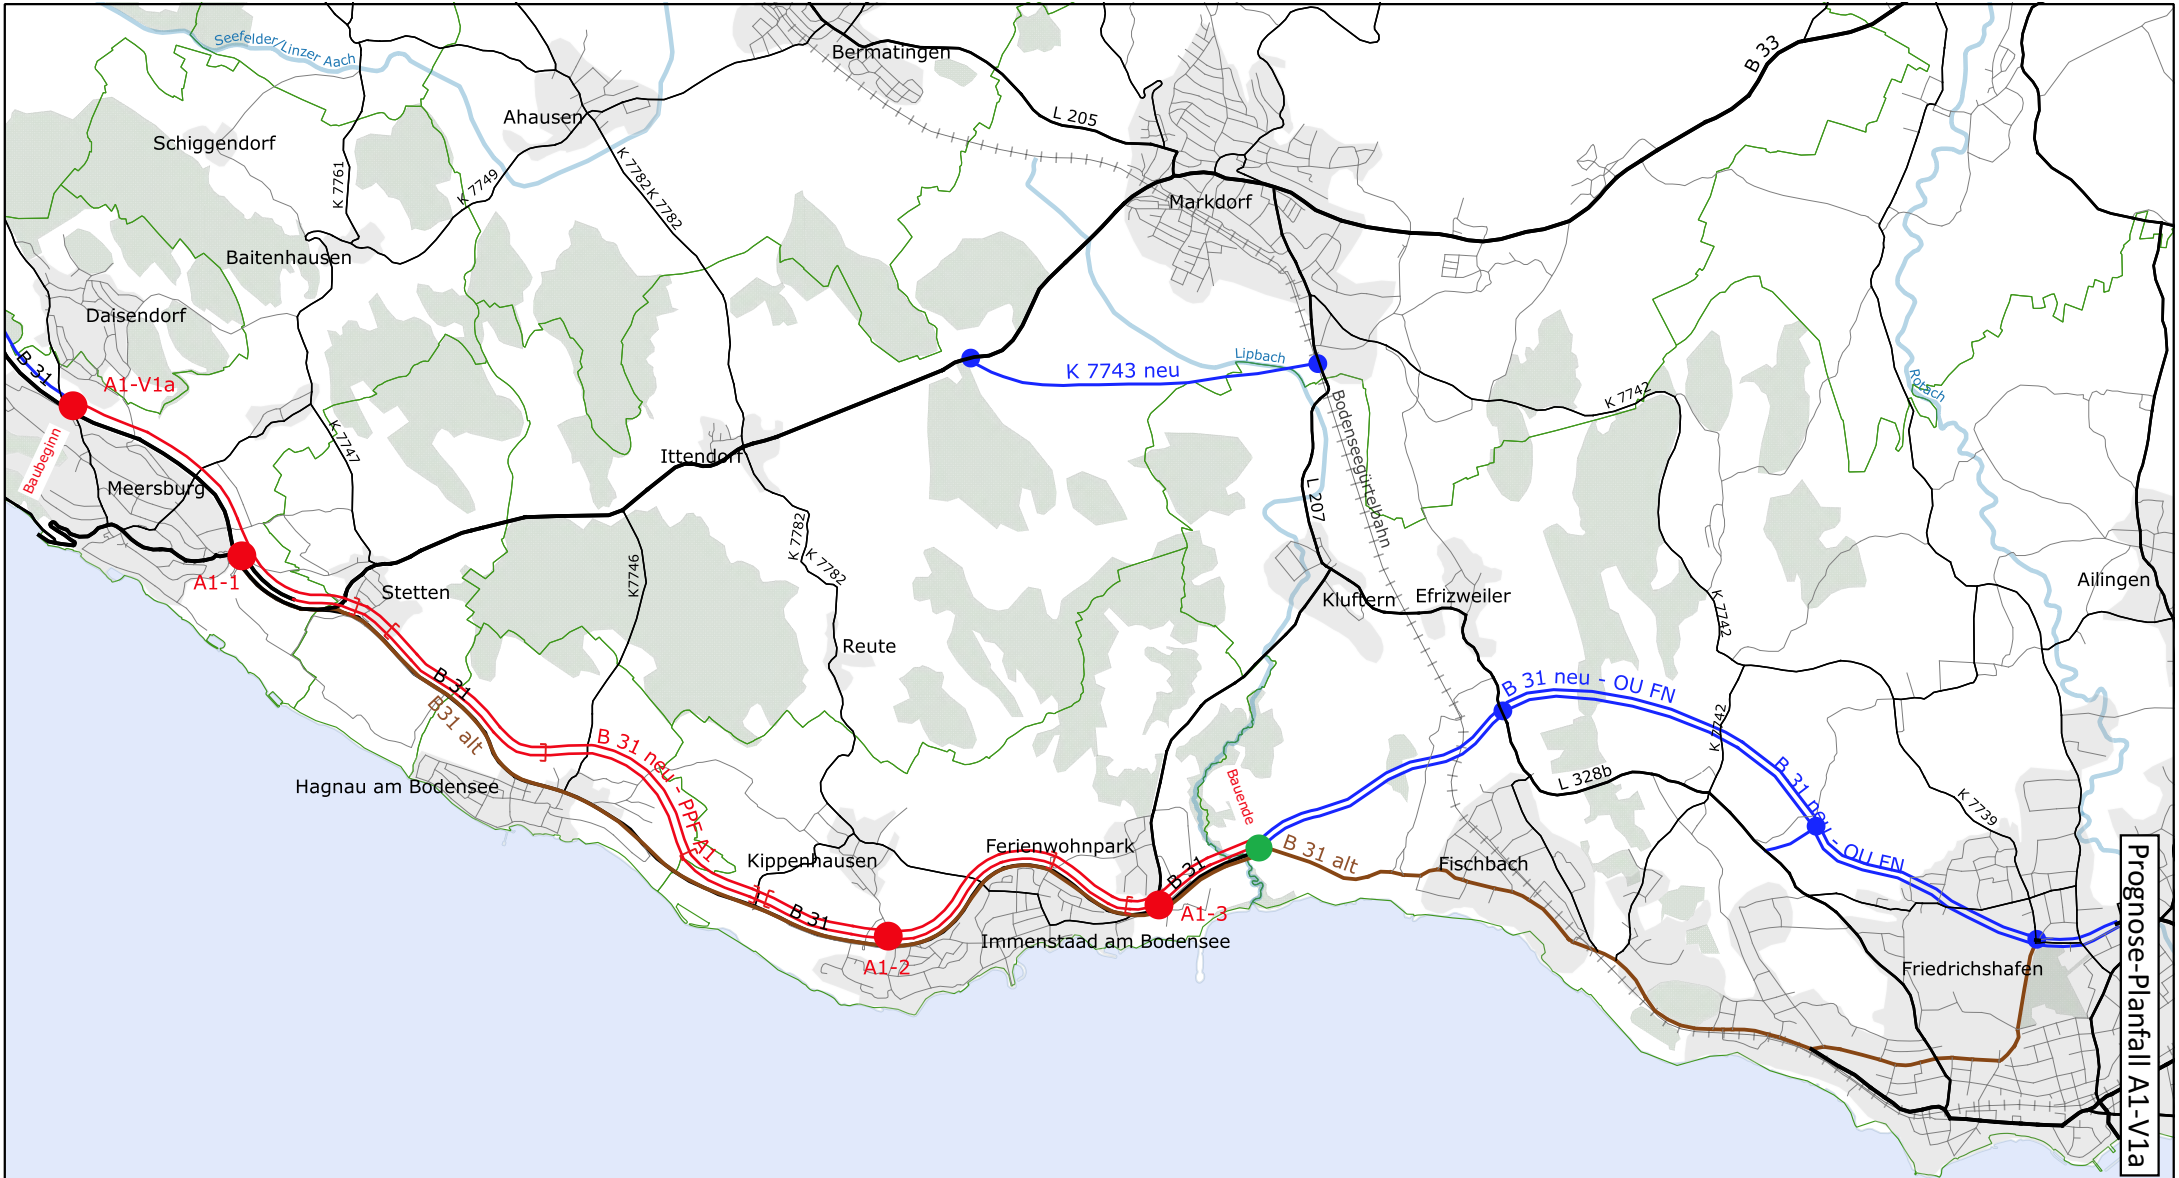 Seefelder/Linzer Aach
Bermatingen
B 33
Ahausen
L 205
Schiggendorf
K 7761
K 7749
K 7782
K 7782
Markdorf
Baitenhausen
Daisendorf
B 31
A1-V1a
Lipbach
K 7743 neu
Rotach
K 7742
Bodenseegürtelbahn
Baubeginn
K 7747
Ittendorf
Meersburg
L 207
K 7782
K 7782
K7746
A1-1
Stetten
Kluftern
Efrizweiler
K 7742
Ailingen
Reute
B 31
B31 alt
B 31 neu - OU FN
K 7742
B 31 neu - PPF A1
Hagnau am Bodensee
Bauende
L 328b
B 31 neu - OU FN
K 7739
Kippenhausen
Ferienwohnpark
B 31 alt
Fischbach
B 31
B 31
A1-3
A1-2
Immenstaad am Bodensee
Friedrichshafen
Prognose-Planfall A1-V1a